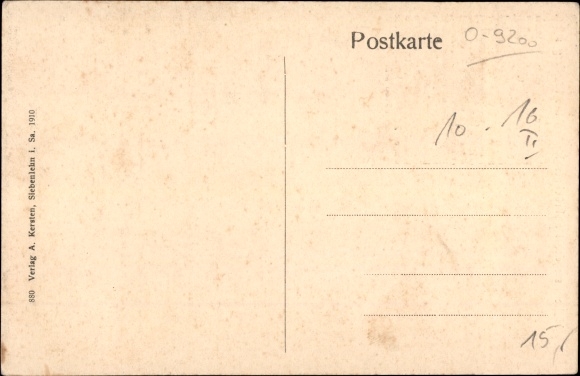 Postkarte
O-9200
10 - 16
II
880 Verlag A. Kersten, Siebenlehn i. Sa. 1910
15,